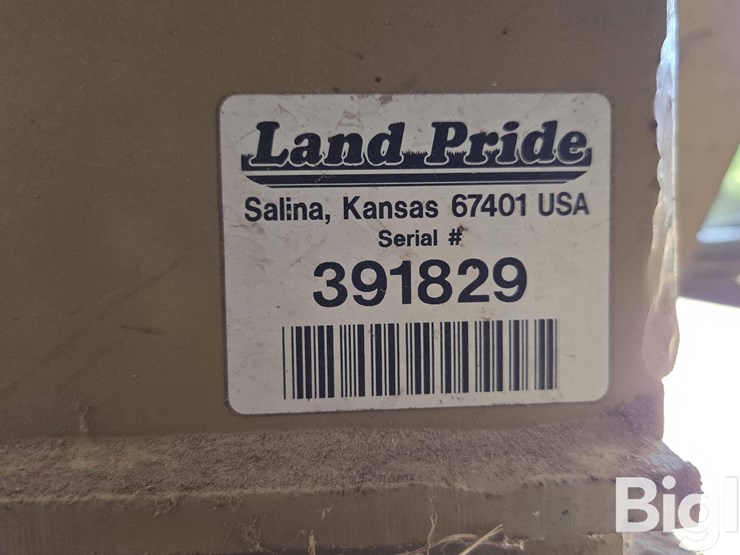 Land Pride
Salina, Kansas 67401 USA
Serial #
391829
BigI